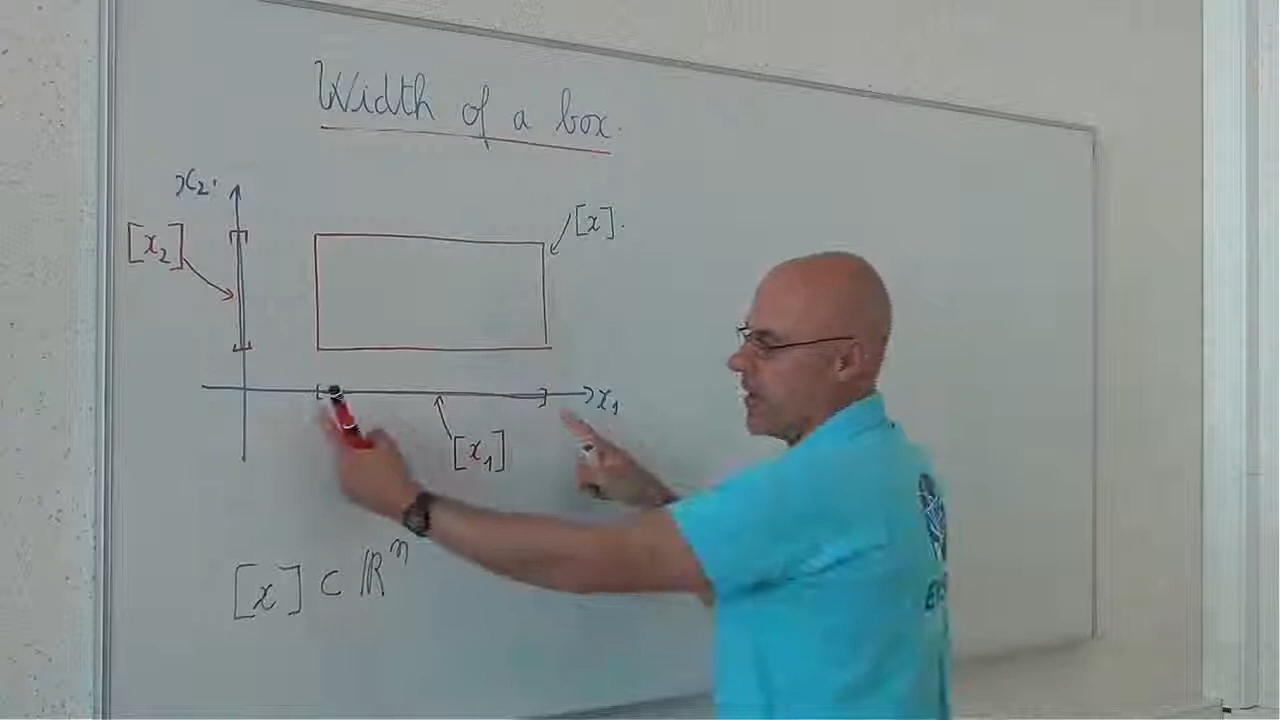 Width of a box.
x₂.
[x].
[x₂]
x₁
[x₁]
[x] ⊂ ℝⁿ